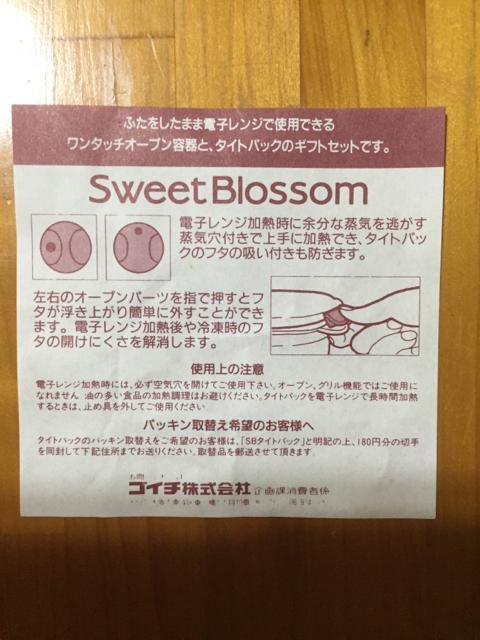 ふたをしたまま電子レンジで使用できる
ワンタッチオープン容器と、タイトパックのギフトセットです。
Sweet Blossom
電子レンジ加熱時に余分な蒸気を逃がす
蒸気穴付きで上手に加熱でき、タイトパッ
クのフタの吸い付きも防ぎます。
左右のオープンパーツを指で押すとフ
タが浮き上がり簡単に外すことができ
ます。電子レンジ加熱後や冷凍時のフ
タの開けにくさを解消します。
使用上の注意
電子レンジ加熱時には、必ず空気穴を開けてご使用下さい。オーブン、グリル機能ではご使用に
なれません 油の多い食品の加熱調理はお避けください。タイトパックを電子レンジで長時間加熱
するときは、止め具を外してご使用ください
パッキン取替え希望のお客様へ
タイトパックのパッキン取替えをご希望のお客様は、「SBタイトパック」と明記の上、180円分の切手
を同封して下記住所までお送りください。取替品を郵送させて頂きます。
ゴイチ株式会社 企画課消費者係